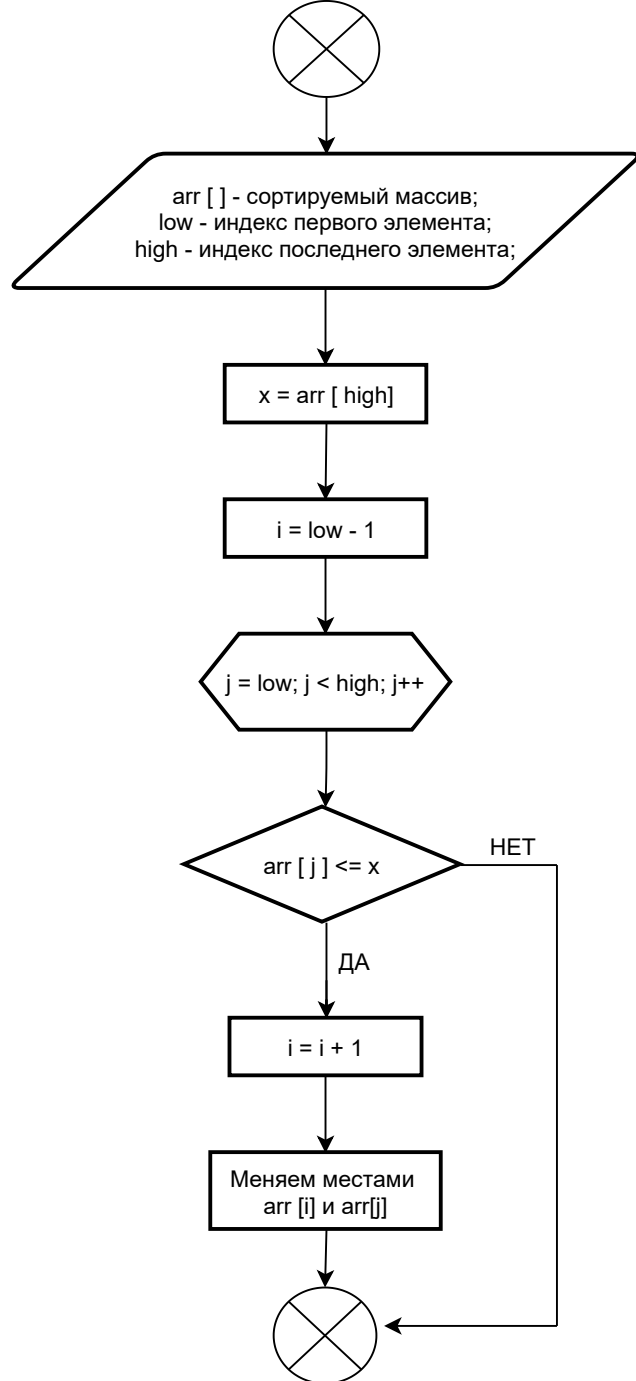 arr [ ] - сортируемый массив;
low - индекс первого элемента;
high - индекс последнего элемента;
x = arr [ high]
i = low - 1
j = low; j < high; j++
arr [ j ] <= x
НЕТ
ДА
i = i + 1
Меняем местами
arr [i] и arr[j]